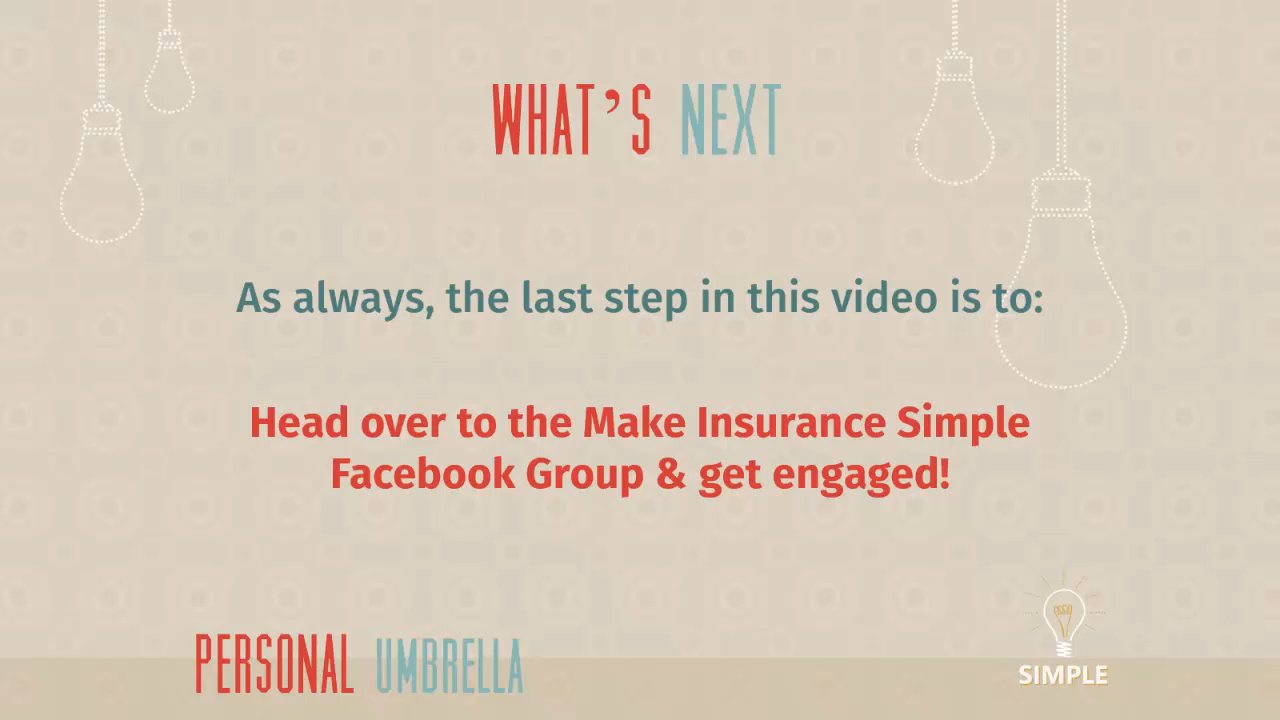 WHAT'S NEXT
As always, the last step in this video is to:
Head over to the Make Insurance Simple
Facebook Group & get engaged!
PERSONAL UMBRELLA
SIMPLE